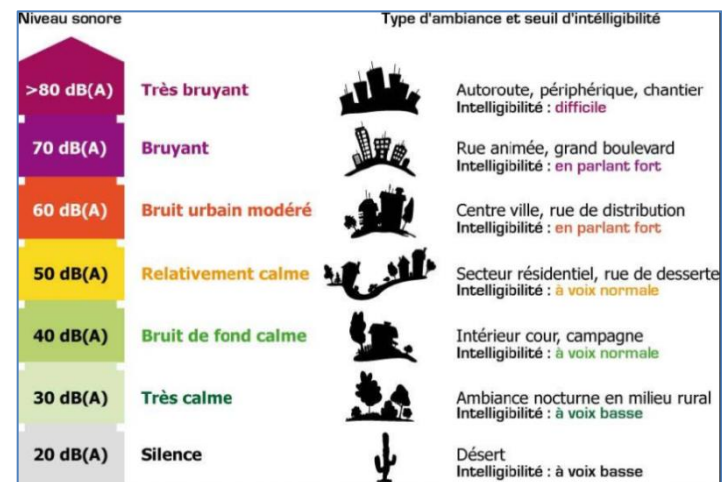 Niveau sonore Type d'ambiance et seuil d'intélligibilité
>80 dB(A) Très bruyant Autoroute, périphérique, chantier
Intelligibilité : difficile
70 dB(A) Bruyant Rue animée, grand boulevard
Intelligibilité : en parlant fort
60 dB(A) Bruit urbain modéré Centre ville, rue de distribution
Intelligibilité : en parlant fort
50 dB(A) Relativement calme Secteur résidentiel, rue de desserte
Intelligibilité : à voix normale
40 dB(A) Bruit de fond calme Intérieur cour, campagne
Intelligibilité : à voix normale
30 dB(A) Très calme Ambiance nocturne en milieu rural
Intelligibilité : à voix basse
20 dB(A) Silence Désert
Intelligibilité : à voix basse